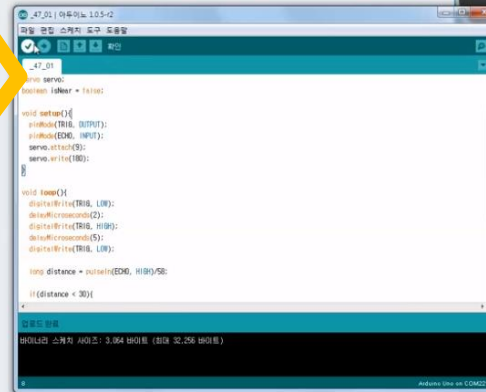 _47_01 | 아두이노 1.0.5-r2
파일 편집 스케치 도구 도움말
확인
_47_01
Servo servo;
boolean isNear = false;
void setup(){
pinMode(TRIG, OUTPUT);
pinMode(ECHO, INPUT);
servo.attach(9);
servo.write(180);
}
void loop(){
digitalWrite(TRIG, LOW);
delayMicroseconds(2);
digitalWrite(TRIG, HIGH);
delayMicroseconds(5);
digitalWrite(TRIG, LOW);
long distance = pulseIn(ECHO, HIGH)/58;
if(distance < 30){
업로드 완료
바이너리 스케치 사이즈: 3,064 바이트 (최대 32,256 바이트)
8
Arduino Uno on COM22